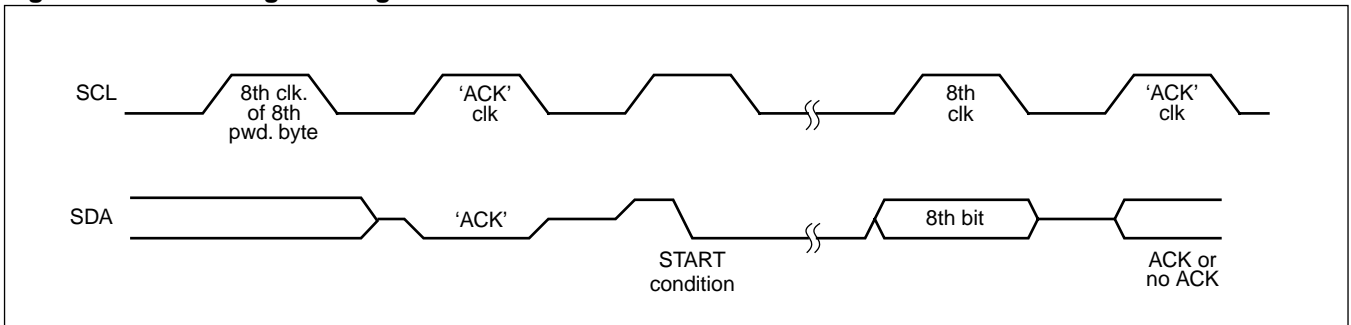 SCL
8th clk.
of 8th
pwd. byte
'ACK'
clk
8th
clk
'ACK'
clk
SDA
'ACK'
8th bit
START
condition
ACK or
no ACK